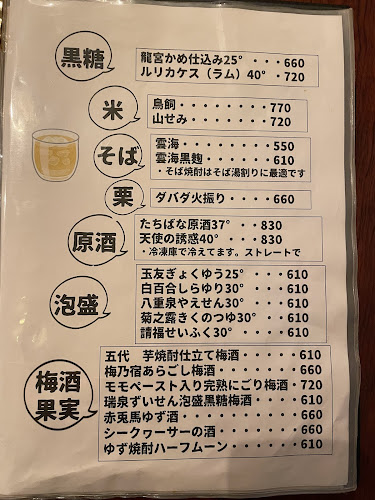 黒糖
龍宮かめ仕込み25°・・・660
ルリカケス（ラム）40°・720
米
鳥飼・・・・・・・・770
山せみ・・・・・・・720
そば
雲海・・・・・・・・550
雲海黒麹・・・・・・610
・そば焼酎はそば湯割りに最適です
栗
ダバダ火振り・・・・660
原酒
たちばな原酒37°・・830
天使の誘惑40°・・・830
・冷凍庫で冷えてます。ストレートで
泡盛
玉友ぎょくゆう25°・・・610
白百合しらゆり30°・・・610
八重泉やえせん30°・・・610
菊之露きくのつゆ30°・・610
請福せいふく30°・・・・610
梅酒
果実
五代　芋焼酎仕立て梅酒・・・・610
梅乃宿あらごし梅酒・・・・・・660
モモペースト入り完熟にごり梅酒・720
瑞泉ずいせん泡盛黒糖梅酒・・・・610
赤兎馬ゆず酒・・・・・・・・・660
シークヮーサーの酒・・・・・・660
ゆず焼酎ハーフムーン・・・・・610